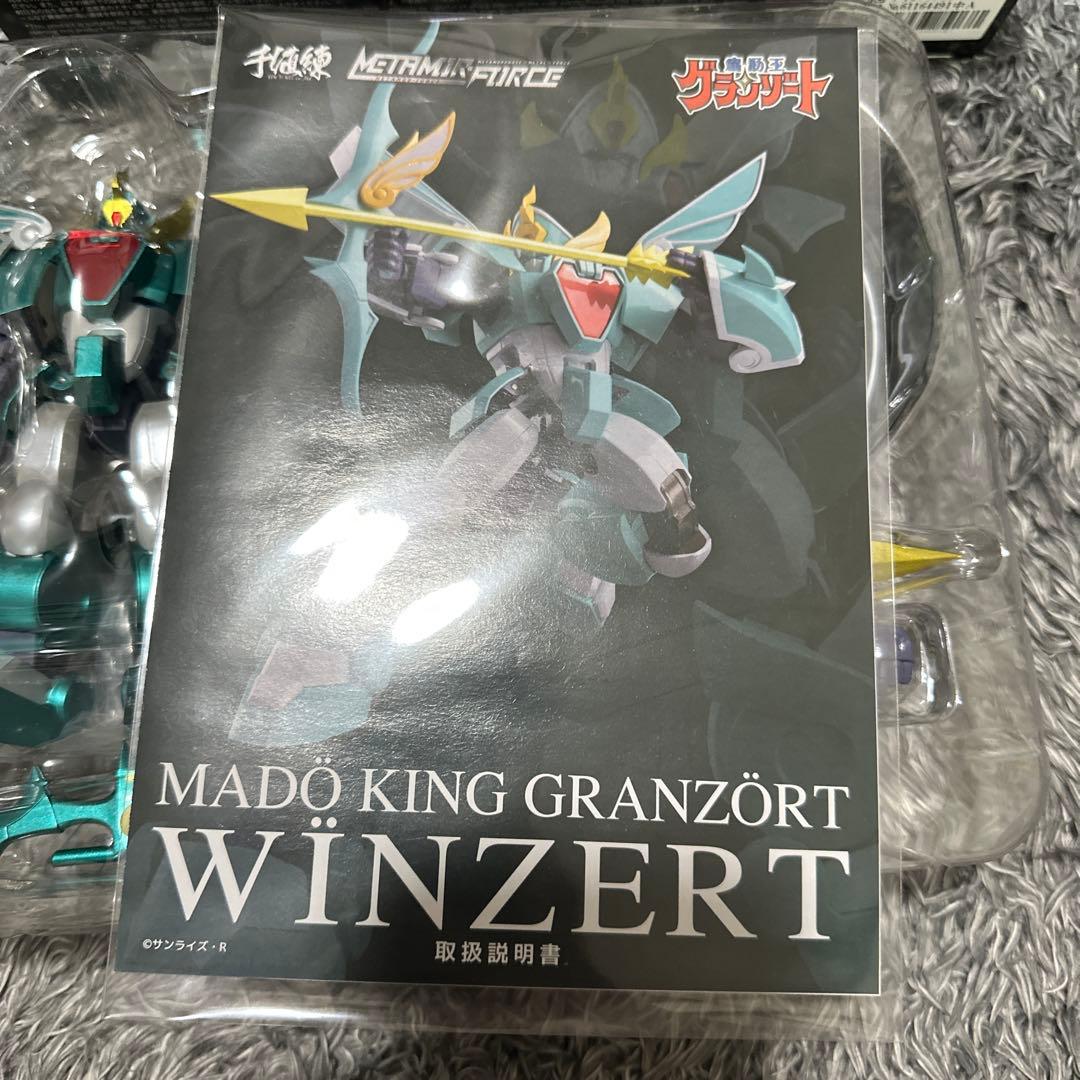 千値練
METAMOR-FORCE
魔動王
グランゾート
MADÖ KING GRANZÖRT
WÏNZERT
©サンライズ・R
取扱説明書